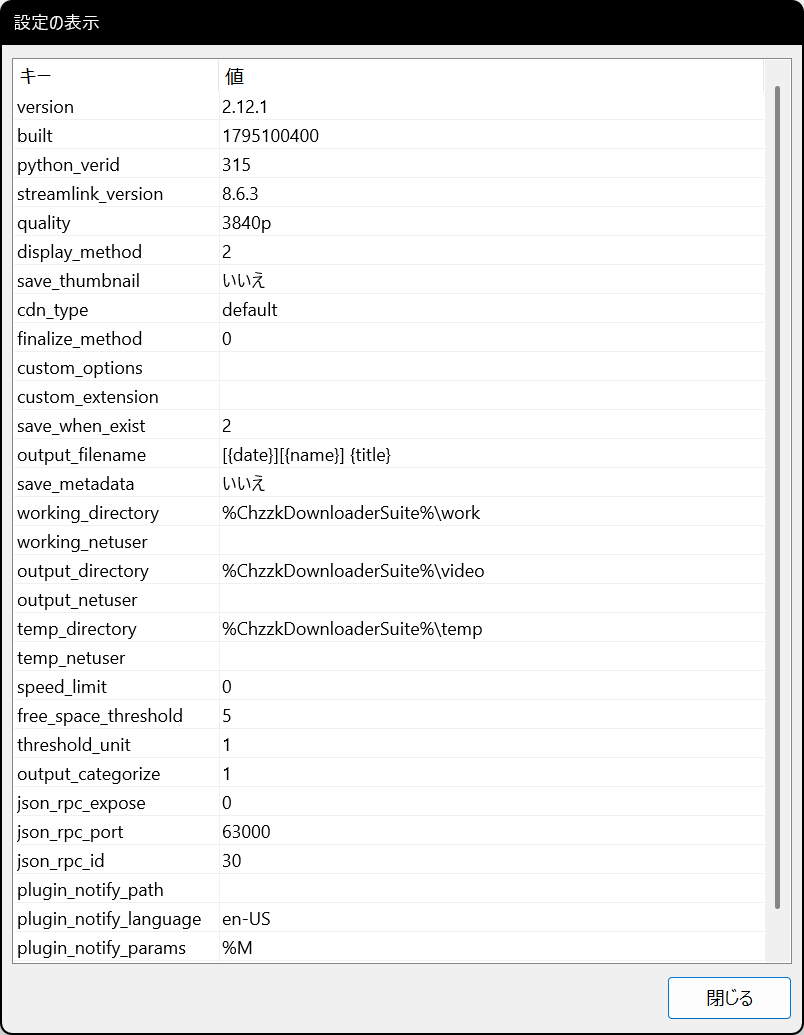 設定の表示
キー 値
version 2.12.1
built 1795100400
python_verid 315
streamlink_version 8.6.3
quality 3840p
display_method 2
save_thumbnail いいえ
cdn_type default
finalize_method 0
custom_options
custom_extension
save_when_exist 2
output_filename [{date}][{name}] {title}
save_metadata いいえ
working_directory %ChzzkDownloaderSuite%\work
working_netuser
output_directory %ChzzkDownloaderSuite%\video
output_netuser
temp_directory %ChzzkDownloaderSuite%\temp
temp_netuser
speed_limit 0
free_space_threshold 5
threshold_unit 1
output_categorize 1
json_rpc_expose 0
json_rpc_port 63000
json_rpc_id 30
plugin_notify_path
plugin_notify_language en-US
plugin_notify_params %M
閉じる